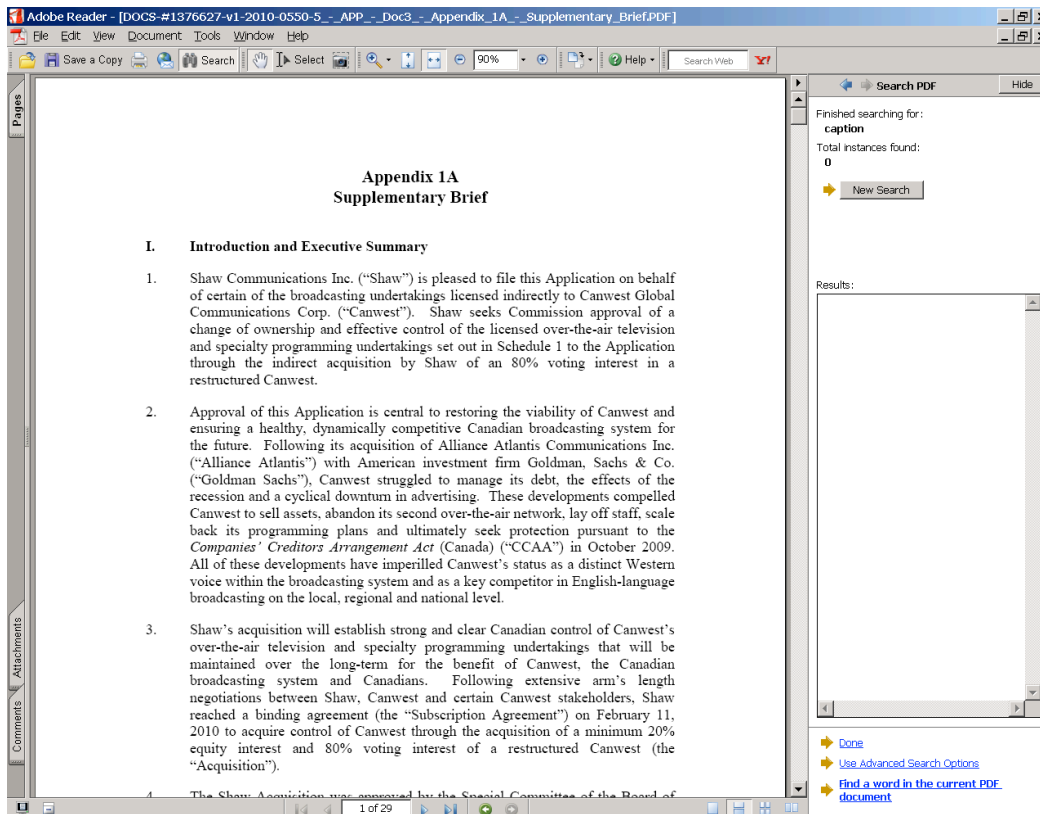 Adobe Reader - [DOCS-#1376627-v1-2010-0550-5_-_APP_-_Doc3_-_Appendix_1A_-_Supplementary_Brief.PDF]
File Edit View Document Tools Window Help
Save a Copy Search Select 90% Help Search Web Y!
Pages
Attachments
Comments
Appendix 1A
Supplementary Brief
I. Introduction and Executive Summary
1. Shaw Communications Inc. (“Shaw”) is pleased to file this Application on behalf
of certain of the broadcasting undertakings licensed indirectly to Canwest Global
Communications Corp. (“Canwest”). Shaw seeks Commission approval of a
change of ownership and effective control of the licensed over-the-air television
and specialty programming undertakings set out in Schedule 1 to the Application
through the indirect acquisition by Shaw of an 80% voting interest in a
restructured Canwest.
2. Approval of this Application is central to restoring the viability of Canwest and
ensuring a healthy, dynamically competitive Canadian broadcasting system for
the future. Following its acquisition of Alliance Atlantis Communications Inc.
(“Alliance Atlantis”) with American investment firm Goldman, Sachs & Co.
(“Goldman Sachs”), Canwest struggled to manage its debt, the effects of the
recession and a cyclical downturn in advertising. These developments compelled
Canwest to sell assets, abandon its second over-the-air network, lay off staff, scale
back its programming plans and ultimately seek protection pursuant to the
Companies’ Creditors Arrangement Act (Canada) (“CCAA”) in October 2009.
All of these developments have imperilled Canwest’s status as a distinct Western
voice within the broadcasting system and as a key competitor in English-language
broadcasting on the local, regional and national level.
3. Shaw’s acquisition will establish strong and clear Canadian control of Canwest’s
over-the-air television and specialty programming undertakings that will be
maintained over the long-term for the benefit of Canwest, the Canadian
broadcasting system and Canadians. Following extensive arm’s length
negotiations between Shaw, Canwest and certain Canwest stakeholders, Shaw
reached a binding agreement (the “Subscription Agreement”) on February 11,
2010 to acquire control of Canwest through the acquisition of a minimum 20%
equity interest and 80% voting interest of a restructured Canwest (the
“Acquisition”).
4. The Shaw Acquisition was approved by the Special Committee of the Board of
1 of 29
Search PDF Hide
Finished searching for:
caption
Total instances found:
0
New Search
Results:
Done
Use Advanced Search Options
Find a word in the current PDF
document